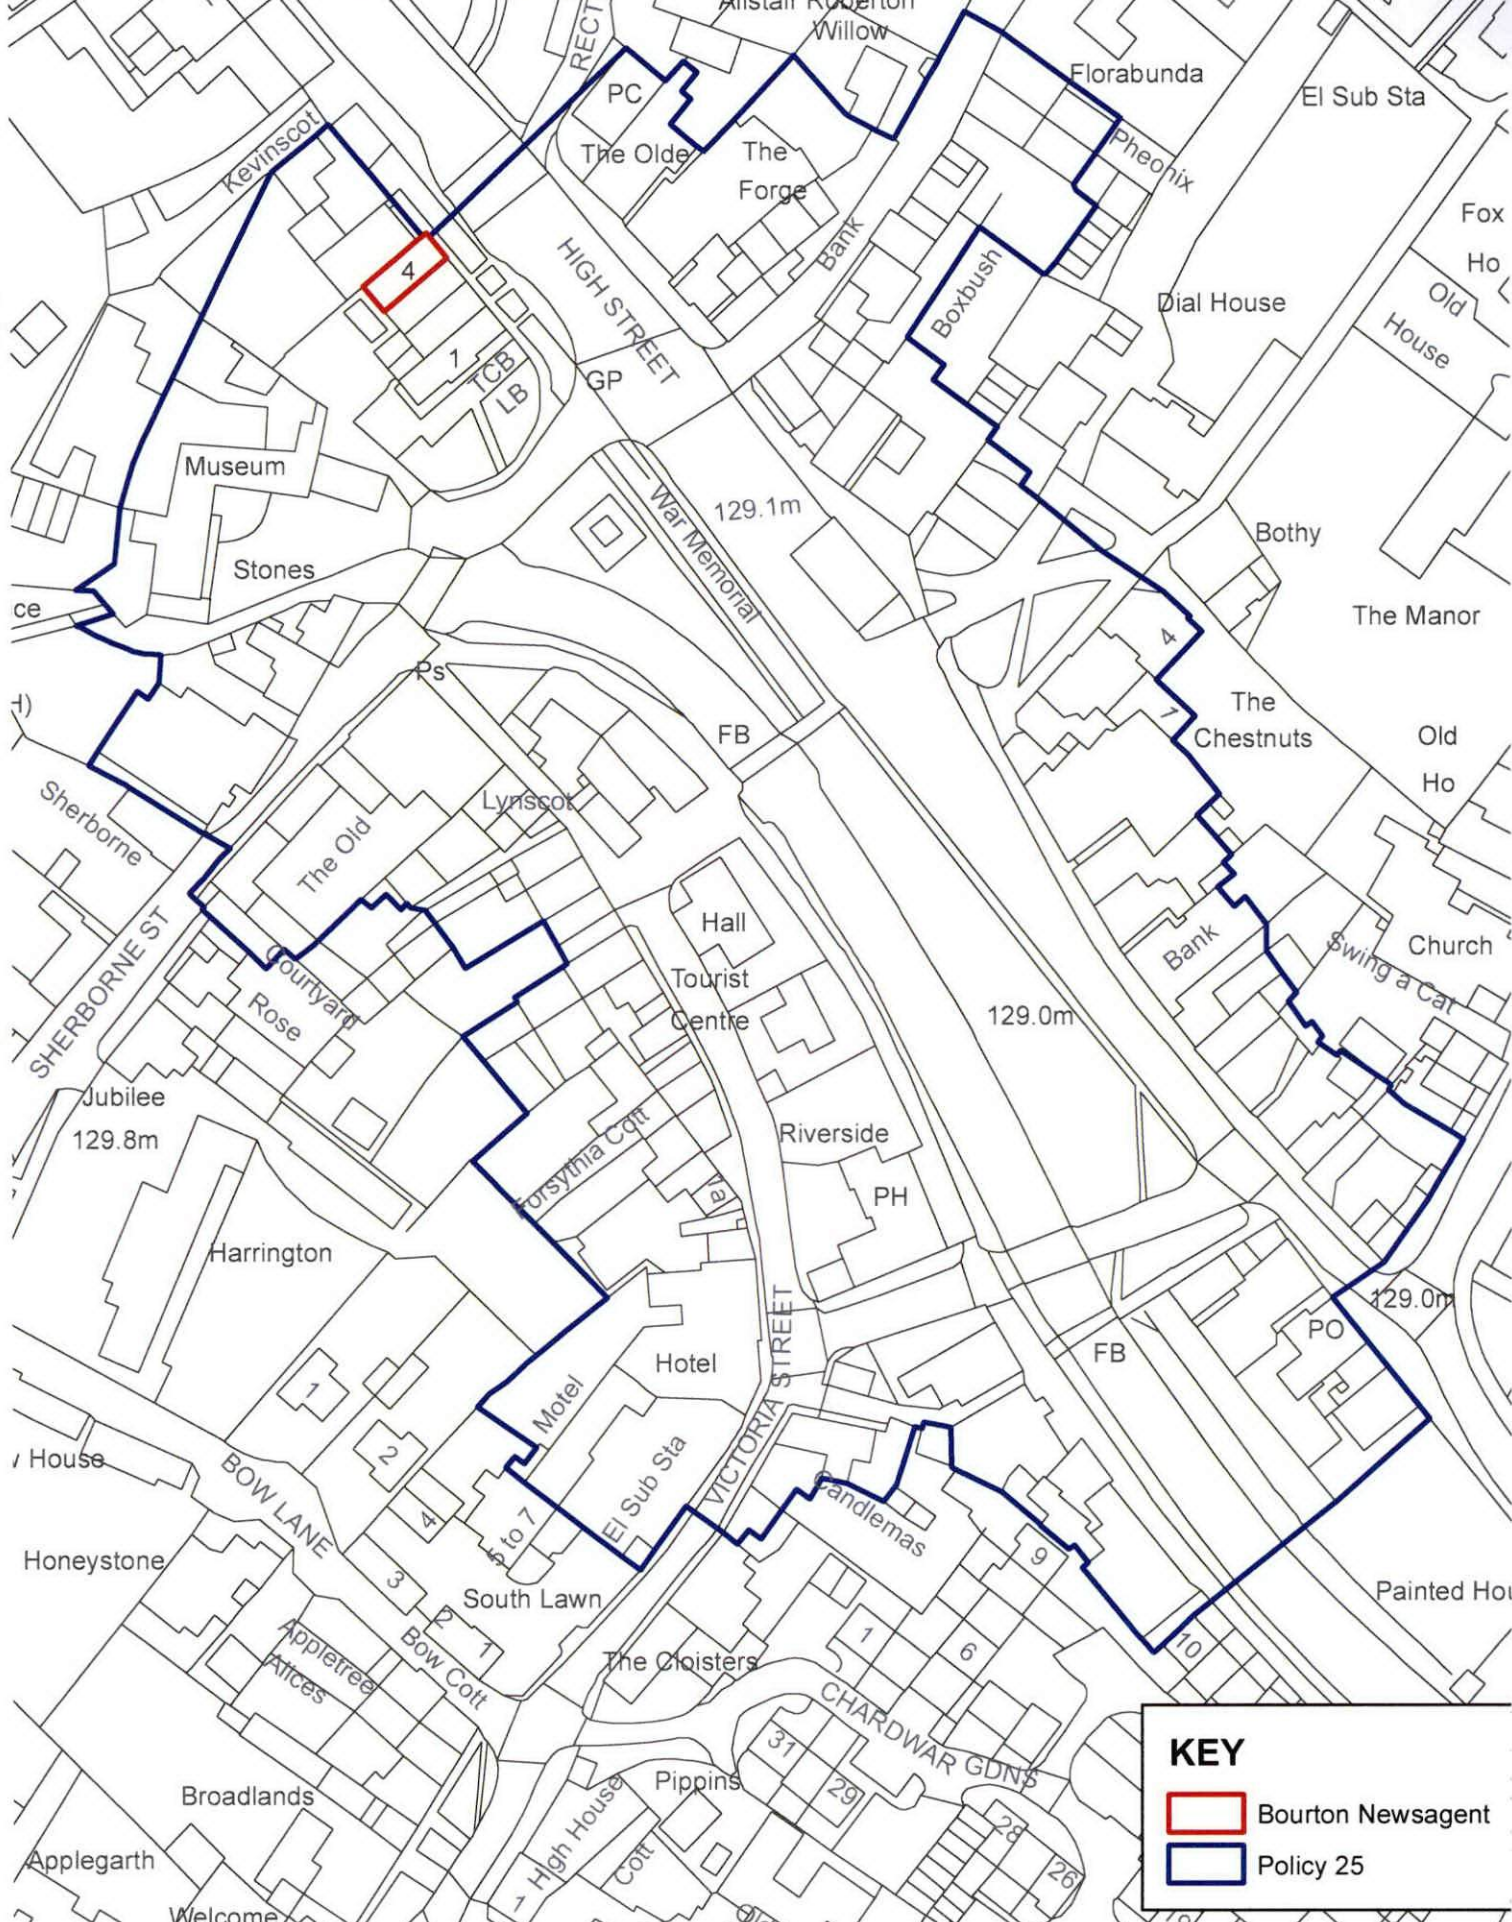 Alistair Roberton
Willow
RECT
PC
Florabunda
El Sub Sta
Kevinscot
The Olde
The
Forge
Pheonix
Fox
Ho
Bank
4
HIGH STREET
Boxbush
Dial House
Old
House
1
TCB
LB
GP
Museum
War Memorial
129.1m
Stones
Bothy
ce
The Manor
4
H)
Ps
FB
1
The
Chestnuts
Old
Ho
Sherborne
Lynscot
The Old
Hall
Bank
Swing a Cat
Church
SHERBORNE ST
Courtyard
Rose
Tourist
Centre
129.0m
Jubilee
129.8m
Forsythia Cott
Riverside
PH
Harrington
129.0m
PO
FB
Hotel
Motel
VICTORIA STREET
1
2
House
BOW LANE
4
5 to 7
El Sub Sta
Candlemas
9
Honeystone
3
South Lawn
Painted Hou
2
1
Bow Cott
Appletree
The Cloisters
1
6
10
CHARDWAR GDNS
31
29
Pippins
Broadlands
High House
1
Cott
28
26
Applegarth
Welcome
KEY
Bourton Newsagent
Policy 25